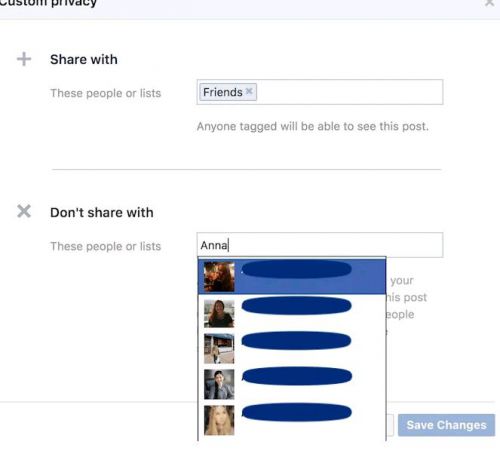 Custom privacy
Share with
These people or lists
Friends
Anyone tagged will be able to see this post.
Don't share with
These people or lists
Anna
your
his post
eople
Save Changes